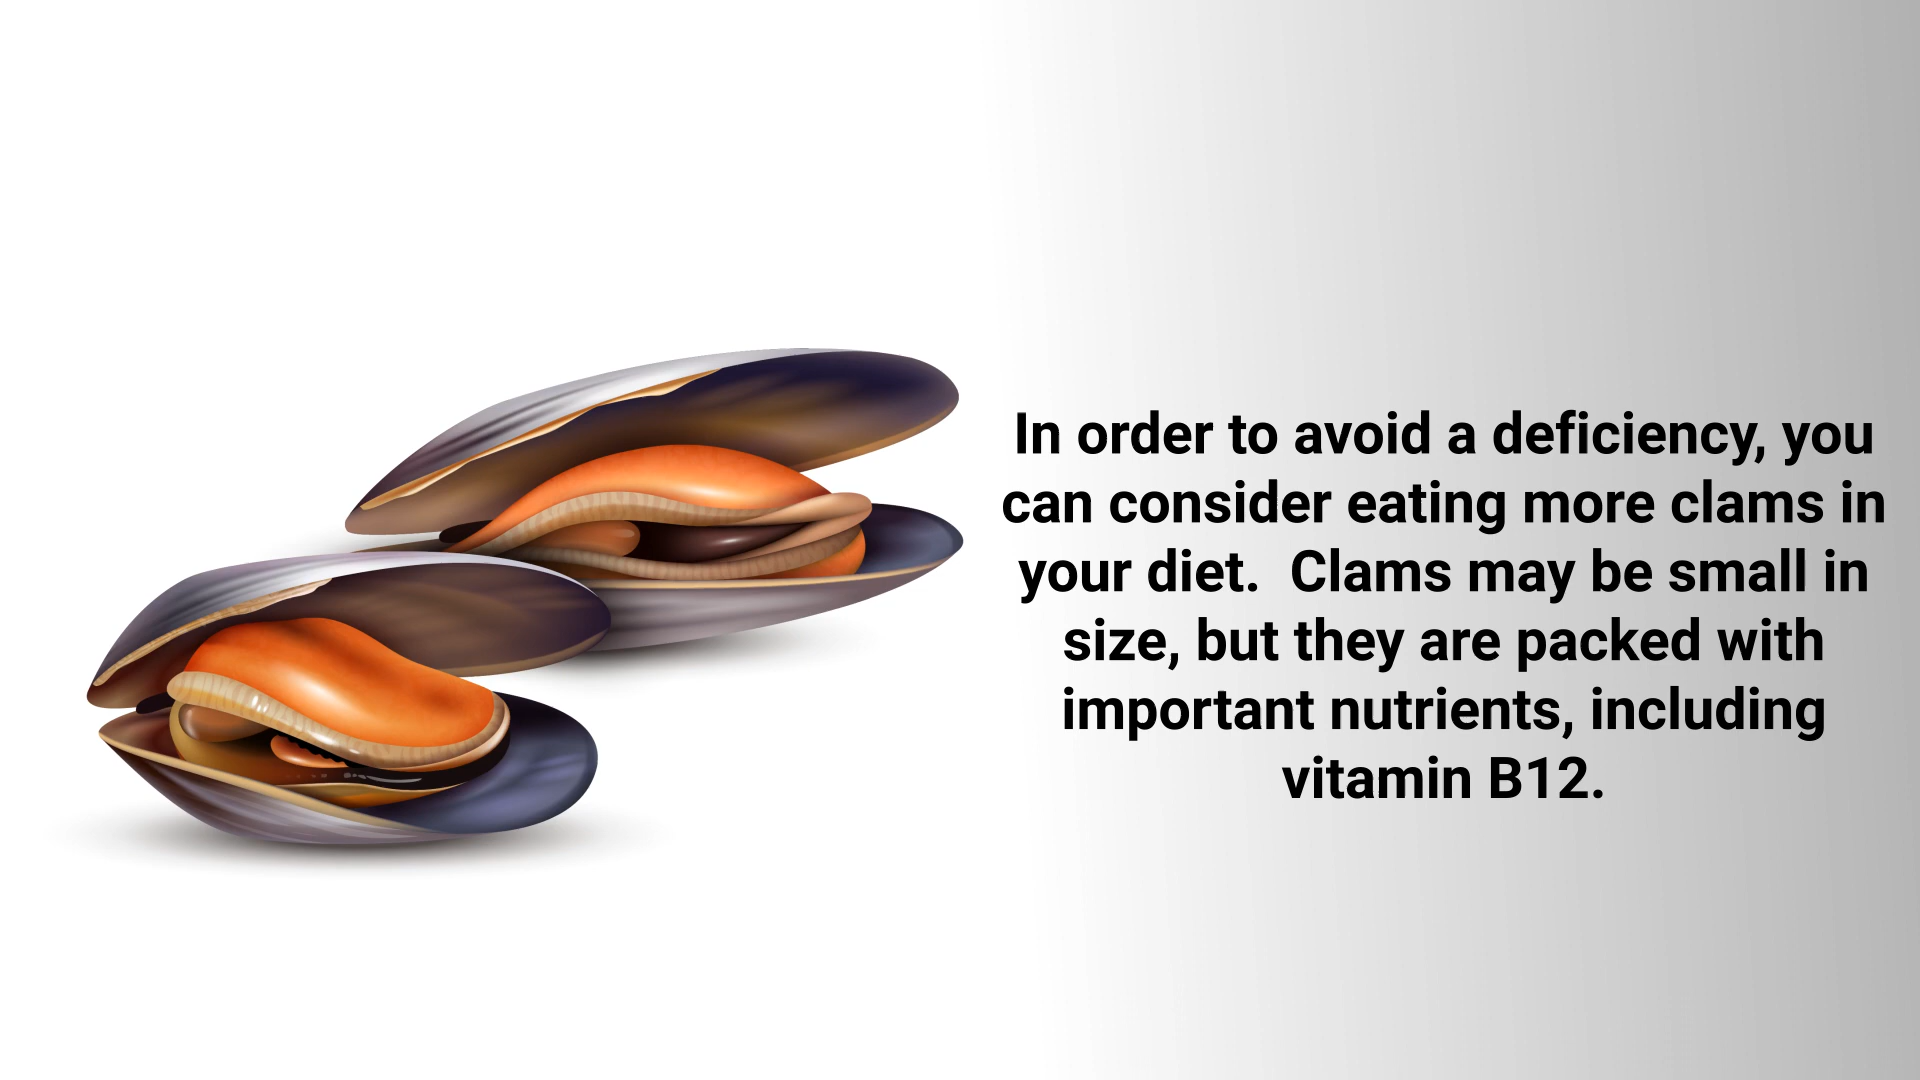 In order to avoid a deficiency, you
can consider eating more clams in
your diet.  Clams may be small in
size, but they are packed with
important nutrients, including
vitamin B12.